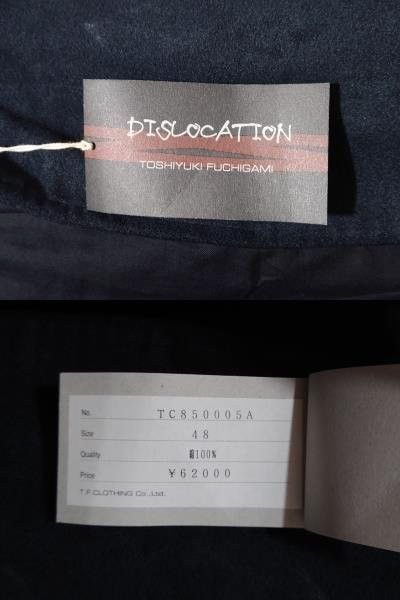 DISLOCATION
TOSHIYUKI FUCHIGAMI
No. TC850005A
Size 48
Quality 綿100%
Price ¥62000
T.F.CLOTHING Co.,Ltd.